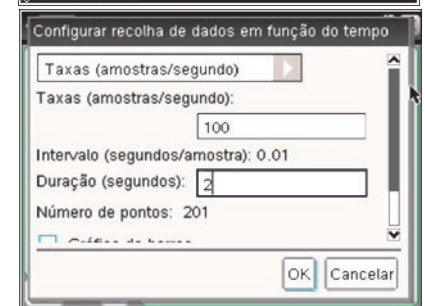 Configurar recolha de dados em função do tempo
Taxas (amostras/segundo)
Taxas (amostras/segundo):
100
Intervalo (segundos/amostra): 0.01
Duração (segundos): 2
Número de pontos: 201
OK Cancelar